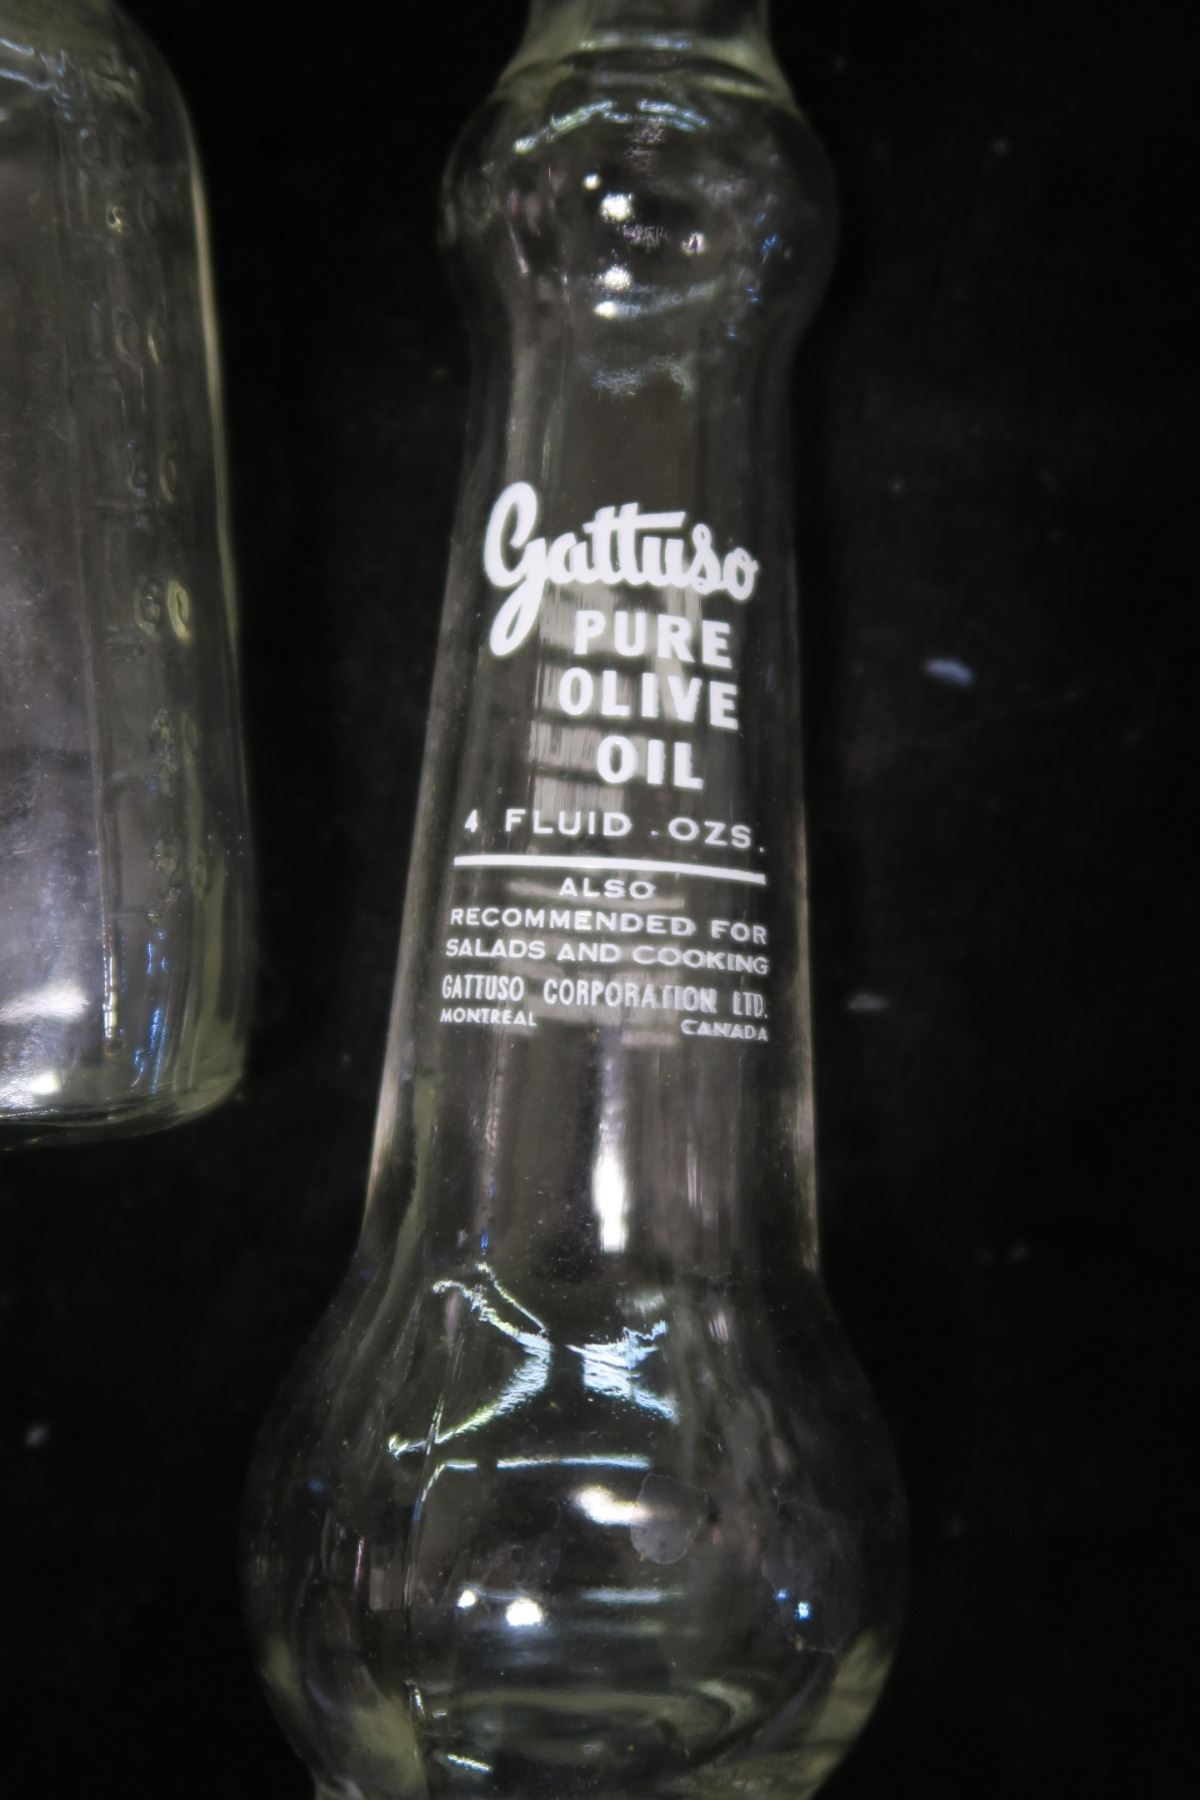 Gattuso
PURE
OLIVE
OIL
4 FLUID .OZS.
ALSO
RECOMMENDED FOR
SALADS AND COOKING
GATTUSO CORPORATION LTD.
MONTREAL CANADA